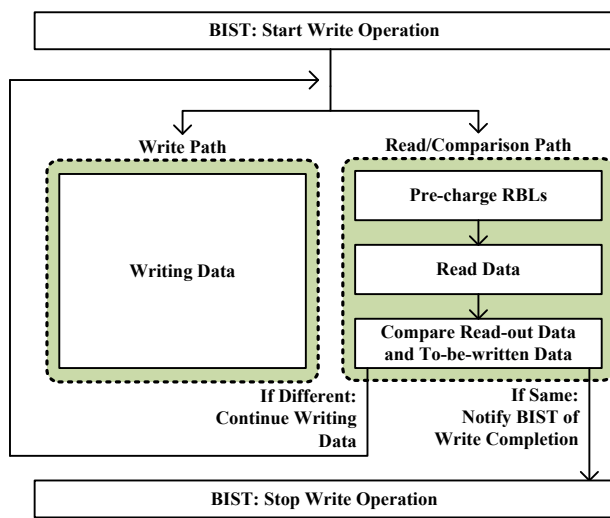 BIST: Start Write Operation
Write Path
Read/Comparison Path
Writing Data
Pre-charge RBLs
Read Data
Compare Read-out Data
and To-be-written Data
If Different:
Continue Writing
Data
If Same:
Notify BIST of
Write Completion
BIST: Stop Write Operation